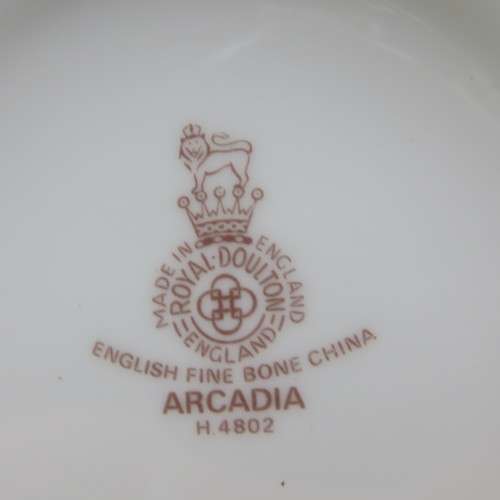 MADE IN ENGLAND
ROYAL·DOULTON
ENGLAND
ENGLISH FINE BONE CHINA
ARCADIA
H.4802